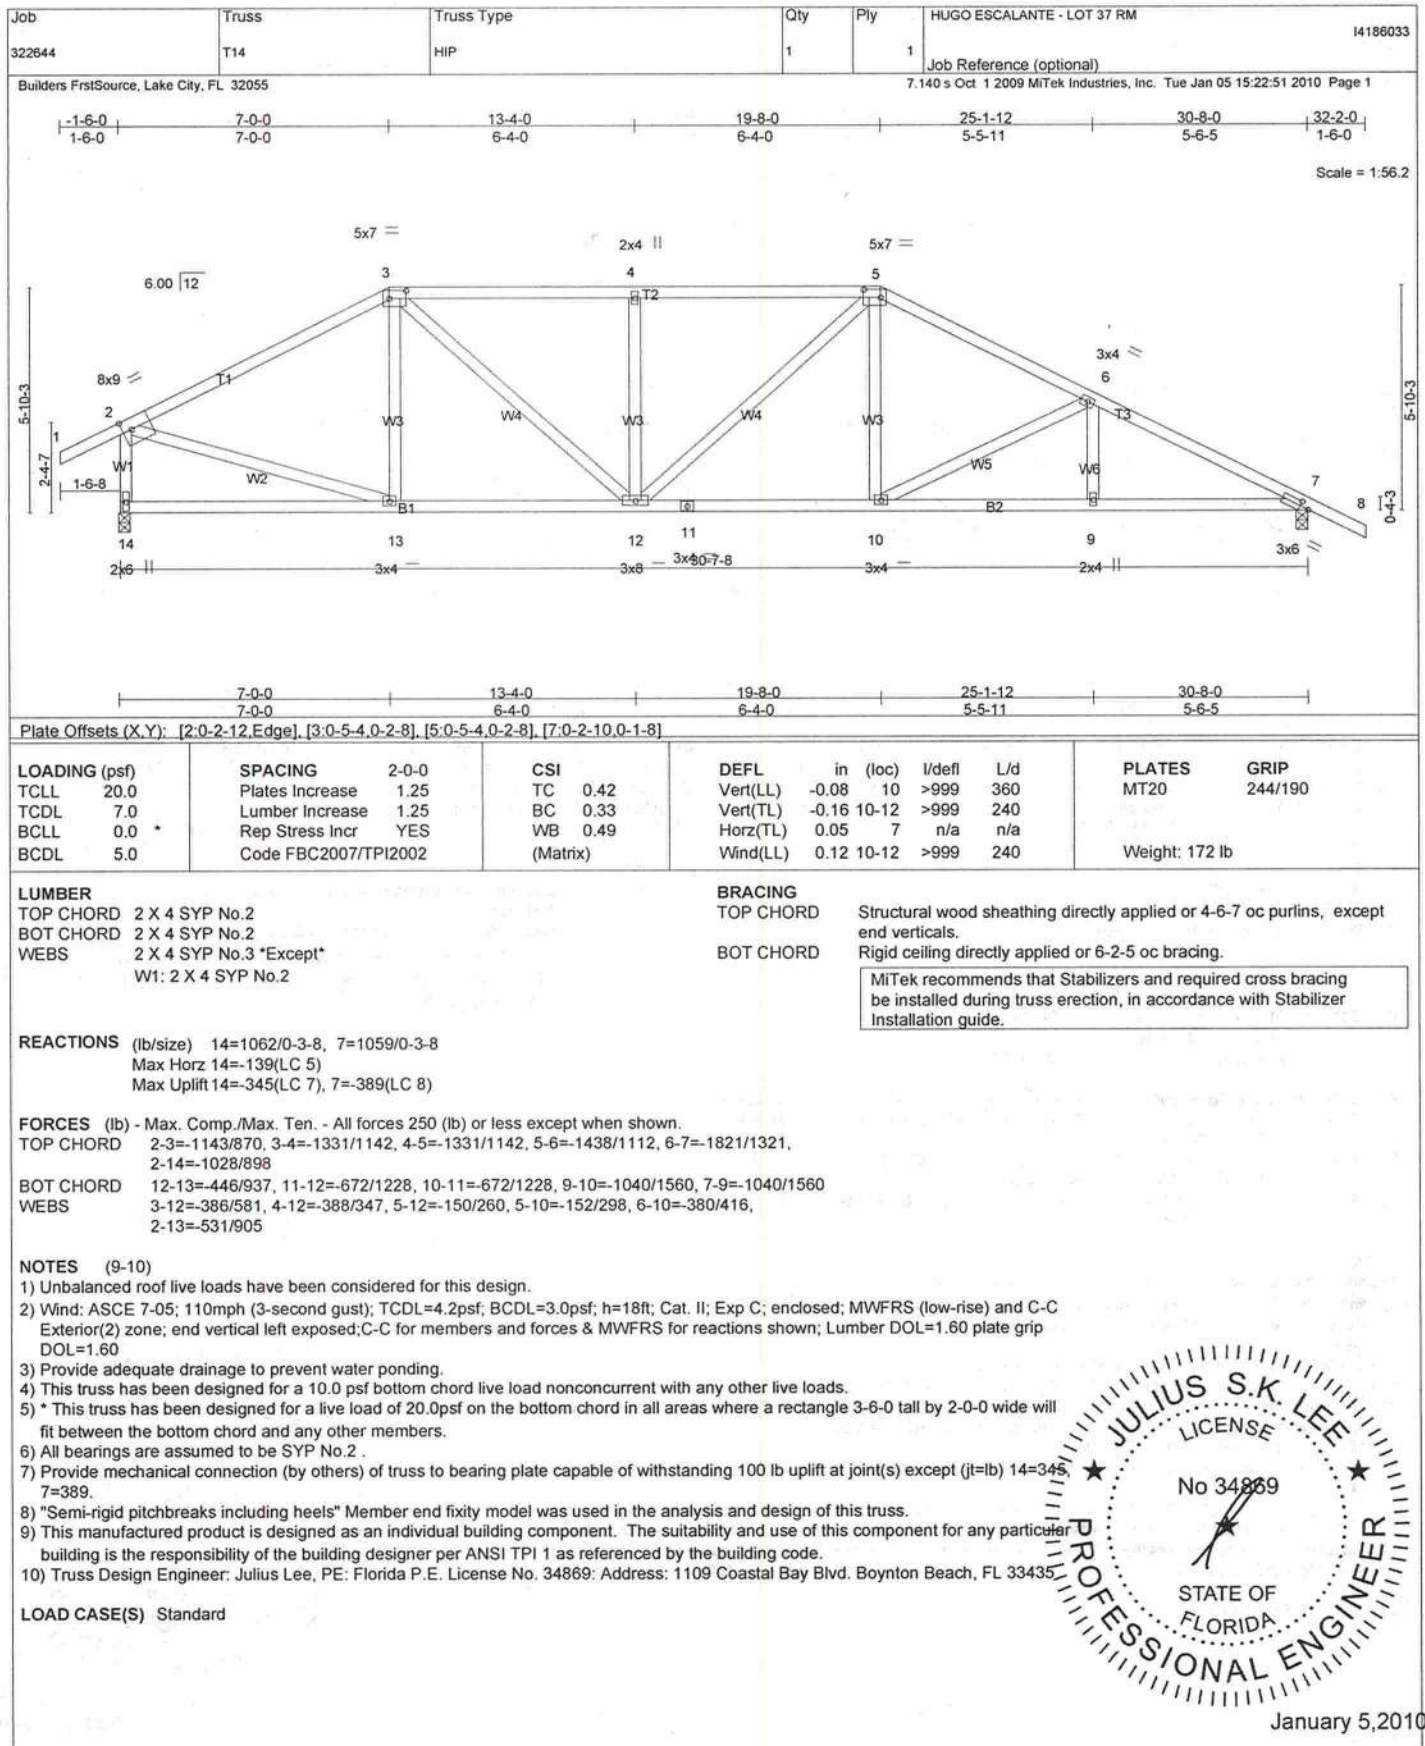 Job Truss Truss Type Qty Ply HUGO ESCALANTE - LOT 37 RM
I4186033
322644 T14 HIP 1 1
Job Reference (optional)
Builders FrstSource, Lake City, FL 32055 7.140 s Oct 1 2009 MiTek Industries, Inc. Tue Jan 05 15:22:51 2010 Page 1
-1-6-0 7-0-0 13-4-0 19-8-0 25-1-12 30-8-0 32-2-0
1-6-0 7-0-0 6-4-0 6-4-0 5-5-11 5-6-5 1-6-0
Scale = 1:56.2
5x7 = 2x4 || 5x7 =
3 4 5
6.00 12
T2
3x4
8x9 T1 6
5-10-3 2 T3 5-10-3
1 W3 W4 W3 W4 W3
2-4-7 W1 W2 W5 W6 7
1-6-8 8 0-4-3
B1 B2
14 13 12 11 10 9
3x6
2x6 || 3x4 3x8 3x4 30-7-8 3x4 2x4 ||
7-0-0 13-4-0 19-8-0 25-1-12 30-8-0
7-0-0 6-4-0 6-4-0 5-5-11 5-6-5
Plate Offsets (X,Y): [2:0-2-12,Edge], [3:0-5-4,0-2-8], [5:0-5-4,0-2-8], [7:0-2-10,0-1-8]
LOADING (psf) SPACING 2-0-0 CSI DEFL in (loc) l/defl L/d PLATES GRIP
TCLL 20.0 Plates Increase 1.25 TC 0.42 Vert(LL) -0.08 10 >999 360 MT20 244/190
TCDL 7.0 Lumber Increase 1.25 BC 0.33 Vert(TL) -0.16 10-12 >999 240
BCLL 0.0 * Rep Stress Incr YES WB 0.49 Horz(TL) 0.05 7 n/a n/a
BCDL 5.0 Code FBC2007/TPI2002 (Matrix) Wind(LL) 0.12 10-12 >999 240 Weight: 172 lb
LUMBER
TOP CHORD 2 X 4 SYP No.2
BOT CHORD 2 X 4 SYP No.2
WEBS 2 X 4 SYP No.3 *Except*
W1: 2 X 4 SYP No.2
BRACING
TOP CHORD Structural wood sheathing directly applied or 4-6-7 oc purlins, except
end verticals.
BOT CHORD Rigid ceiling directly applied or 6-2-5 oc bracing.
MiTek recommends that Stabilizers and required cross bracing
be installed during truss erection, in accordance with Stabilizer
Installation guide.
REACTIONS (lb/size) 14=1062/0-3-8, 7=1059/0-3-8
Max Horz 14=-139(LC 5)
Max Uplift 14=-345(LC 7), 7=-389(LC 8)
FORCES (lb) - Max. Comp./Max. Ten. - All forces 250 (lb) or less except when shown.
TOP CHORD 2-3=-1143/870, 3-4=-1331/1142, 4-5=-1331/1142, 5-6=-1438/1112, 6-7=-1821/1321,
2-14=-1028/898
BOT CHORD 12-13=-446/937, 11-12=-672/1228, 10-11=-672/1228, 9-10=-1040/1560, 7-9=-1040/1560
WEBS 3-12=-386/581, 4-12=-388/347, 5-12=-150/260, 5-10=-152/298, 6-10=-380/416,
2-13=-531/905
NOTES (9-10)
1) Unbalanced roof live loads have been considered for this design.
2) Wind: ASCE 7-05; 110mph (3-second gust); TCDL=4.2psf; BCDL=3.0psf; h=18ft; Cat. II; Exp C; enclosed; MWFRS (low-rise) and C-C
Exterior(2) zone; end vertical left exposed;C-C for members and forces & MWFRS for reactions shown; Lumber DOL=1.60 plate grip
DOL=1.60
3) Provide adequate drainage to prevent water ponding.
4) This truss has been designed for a 10.0 psf bottom chord live load nonconcurrent with any other live loads.
5) * This truss has been designed for a live load of 20.0psf on the bottom chord in all areas where a rectangle 3-6-0 tall by 2-0-0 wide will
fit between the bottom chord and any other members.
6) All bearings are assumed to be SYP No.2 .
7) Provide mechanical connection (by others) of truss to bearing plate capable of withstanding 100 lb uplift at joint(s) except (jt=lb) 14=345,
7=389.
8) "Semi-rigid pitchbreaks including heels" Member end fixity model was used in the analysis and design of this truss.
9) This manufactured product is designed as an individual building component. The suitability and use of this component for any particular
building is the responsibility of the building designer per ANSI TPI 1 as referenced by the building code.
10) Truss Design Engineer: Julius Lee, PE: Florida P.E. License No. 34869: Address: 1109 Coastal Bay Blvd. Boynton Beach, FL 33435
LOAD CASE(S) Standard
JULIUS S.K. LEE
LICENSE
No 34869
STATE OF
FLORIDA
PROFESSIONAL ENGINEER
January 5,2010